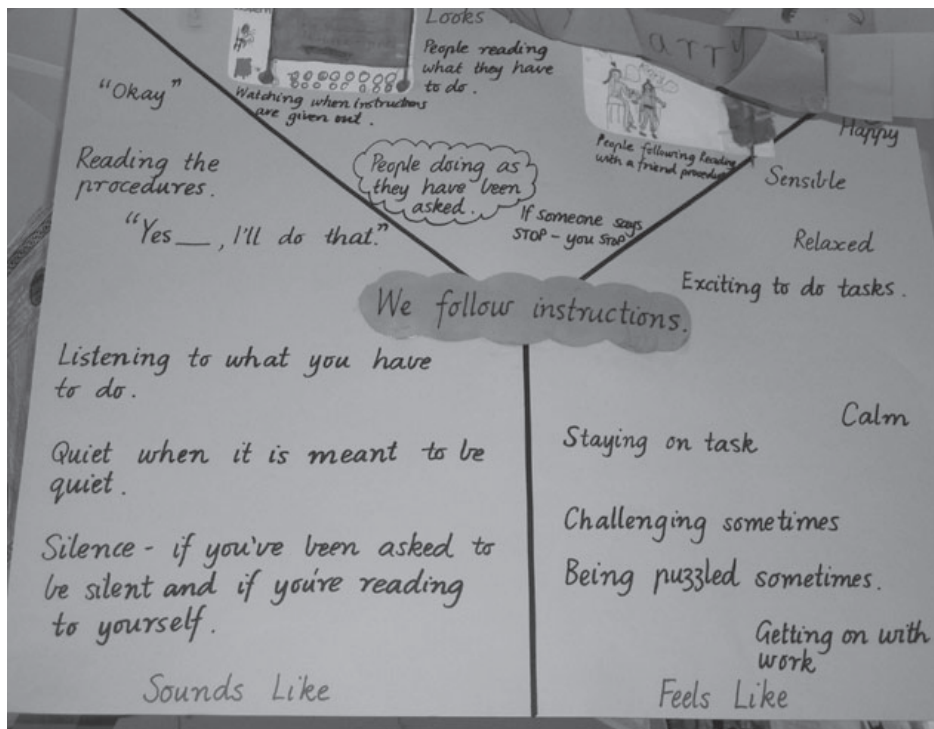 Looks
People reading
what they have
to do.
Watching when instructions
are given out.
People doing as
they have been
asked.
If someone says
STOP - you STOP
arry
People following
with a friend
"Okay"
Reading the
procedures.
"Yes __, I'll do that."
Listening to what you have
to do.
Quiet when it is meant to be
quiet.
Silence - if you've been asked to
be silent and if you're reading
to yourself.
Sounds Like
We follow instructions.
Happy
Sensible
Relaxed
Exciting to do tasks.
Calm
Staying on task
Challenging sometimes
Being puzzled sometimes.
Getting on with
work
Feels Like